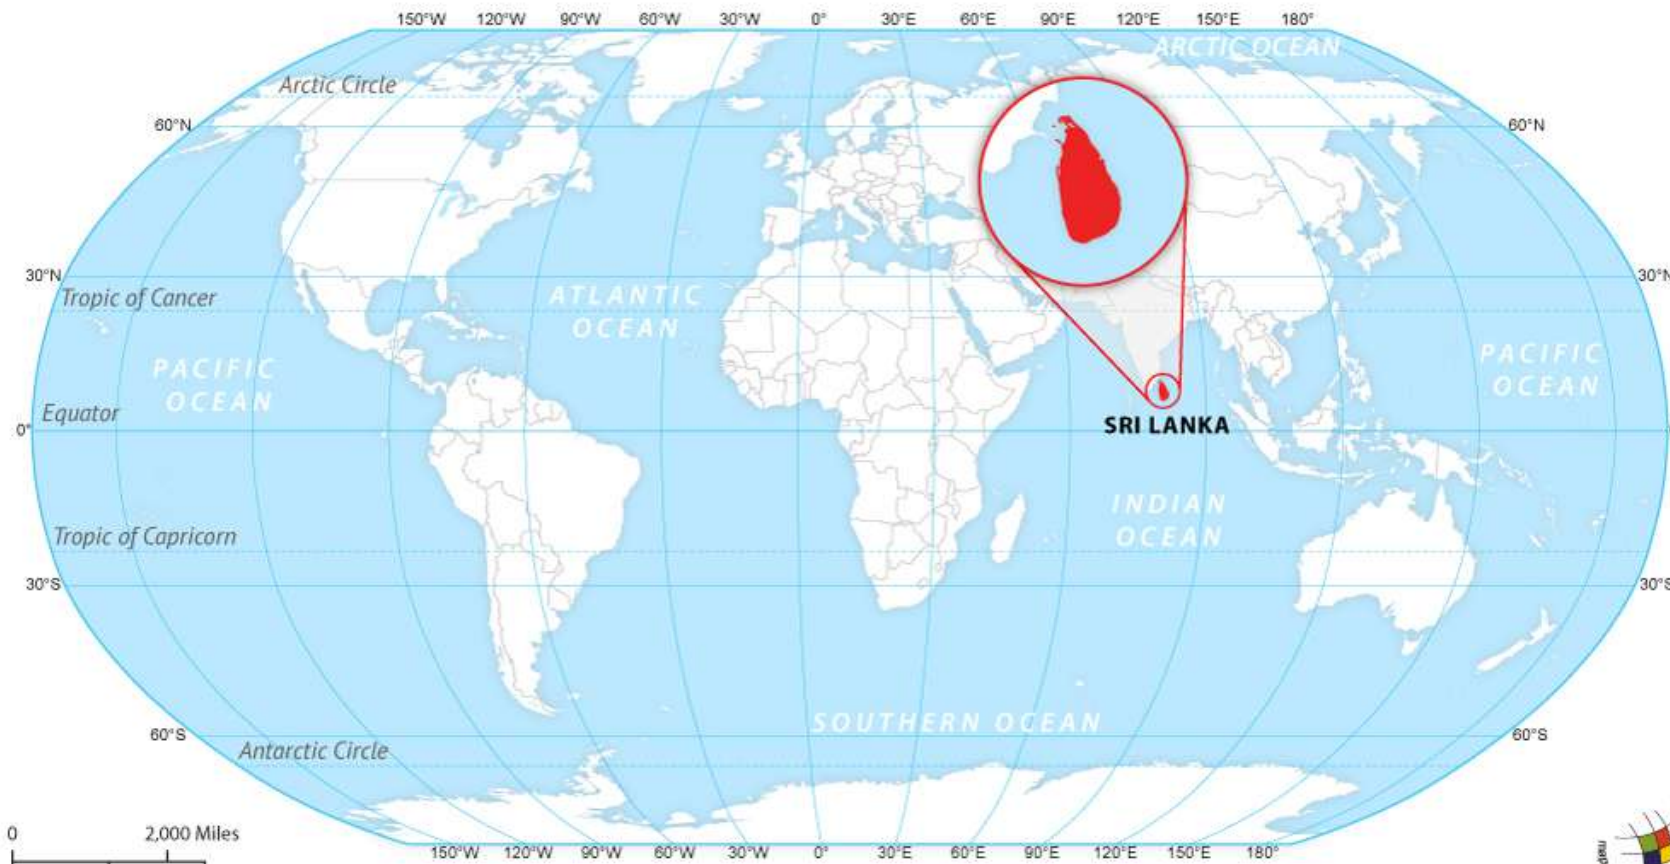 150°W 120°W 90°W 60°W 30°W 0° 30°E 60°E 90°E 120°E 150°E 180°
ARCTIC OCEAN
Arctic Circle
60°N 60°N
30°N 30°N
Tropic of Cancer
ATLANTIC
OCEAN
PACIFIC
OCEAN
PACIFIC
OCEAN
Equator
SRI LANKA
0°
INDIAN
OCEAN
Tropic of Capricorn
30°S 30°S
SOUTHERN OCEAN
60°S 60°S
Antarctic Circle
0 2,000 Miles
150°W 120°W 90°W 60°W 30°W 0° 30°E 60°E 90°E 120°E 150°E 180°